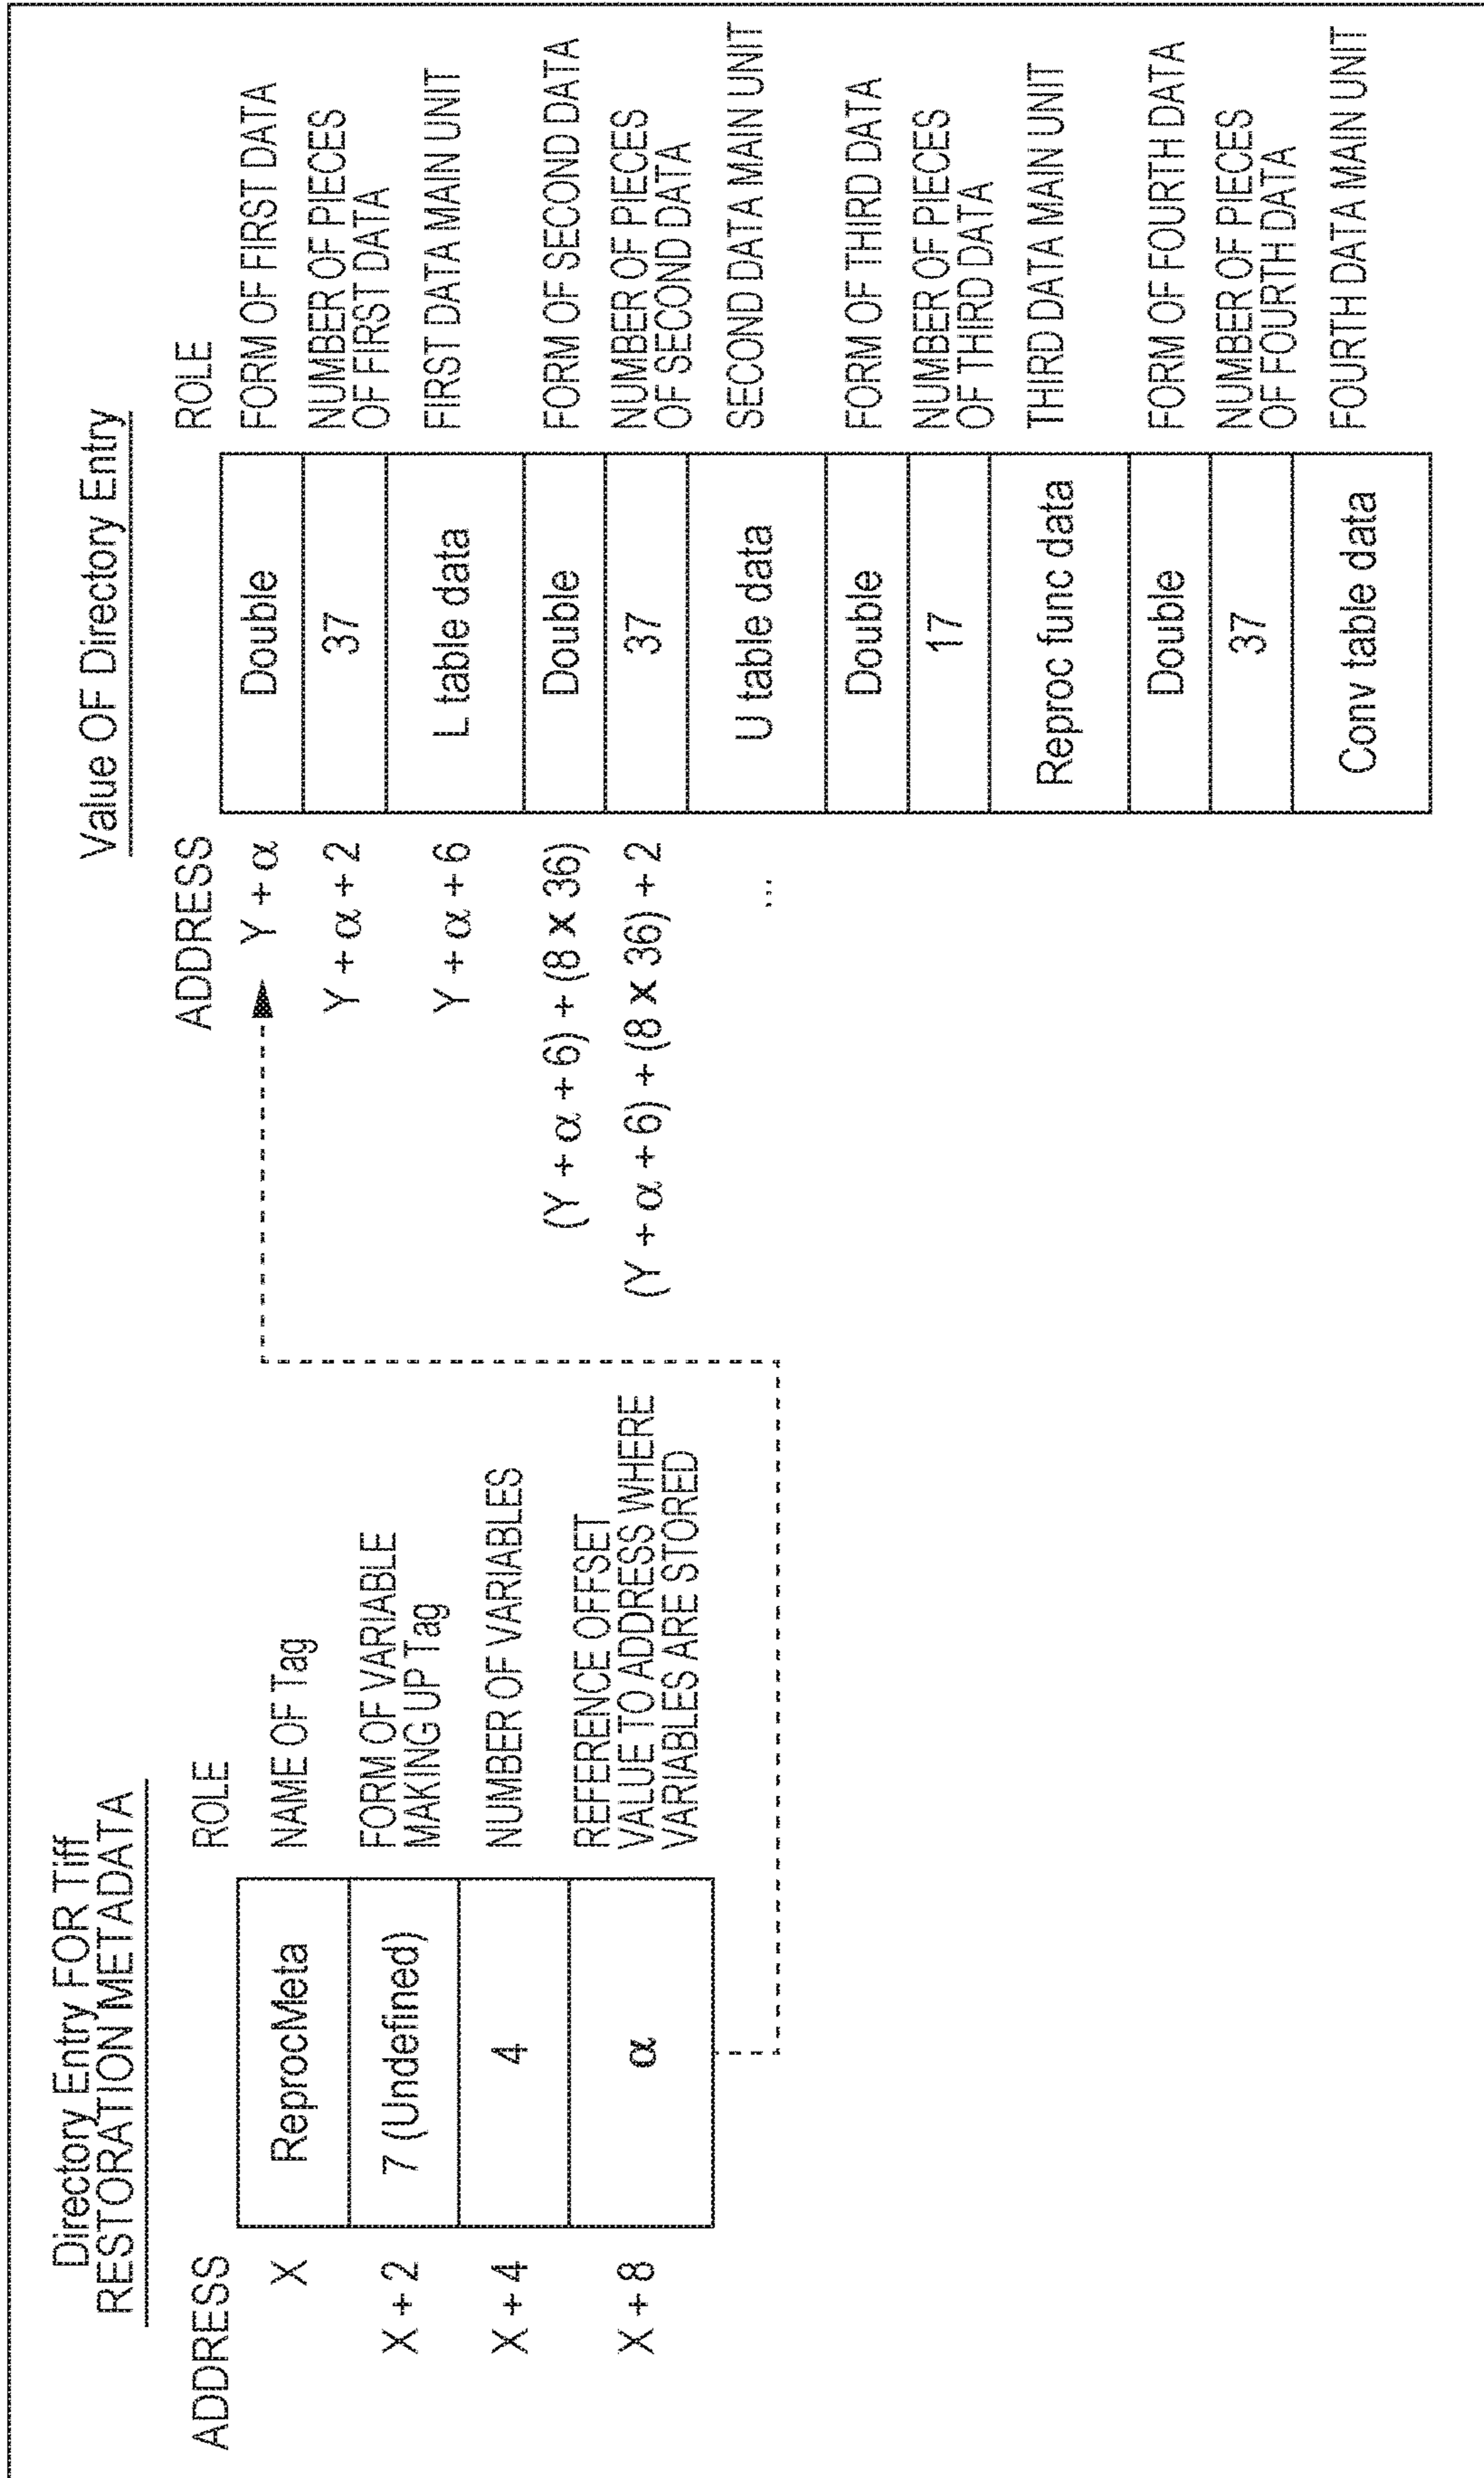 Directory Entry FOR Tiff
RESTORATION METADATA
ADDRESS
ROLE
X
ReprocMeta
NAME OF Tag
X + 2
7 (Undefined)
FORM OF VARIABLE
MAKING UP Tag
X + 4
4
NUMBER OF VARIABLES
X + 8
α
REFERENCE OFFSET
VALUE TO ADDRESS WHERE
VARIABLES ARE STORED
Value OF Directory Entry
ADDRESS
ROLE
Y + α
Double
FORM OF FIRST DATA
Y + α + 2
37
NUMBER OF PIECES
OF FIRST DATA
Y + α + 6
L table data
FIRST DATA MAIN UNIT
(Y + α + 6) + (8 x 36)
Double
FORM OF SECOND DATA
(Y + α + 6) + (8 x 36) + 2
37
NUMBER OF PIECES
OF SECOND DATA
...
U table data
SECOND DATA MAIN UNIT
Double
FORM OF THIRD DATA
17
NUMBER OF PIECES
OF THIRD DATA
Reproc func data
THIRD DATA MAIN UNIT
Double
FORM OF FOURTH DATA
37
NUMBER OF PIECES
OF FOURTH DATA
Conv table data
FOURTH DATA MAIN UNIT